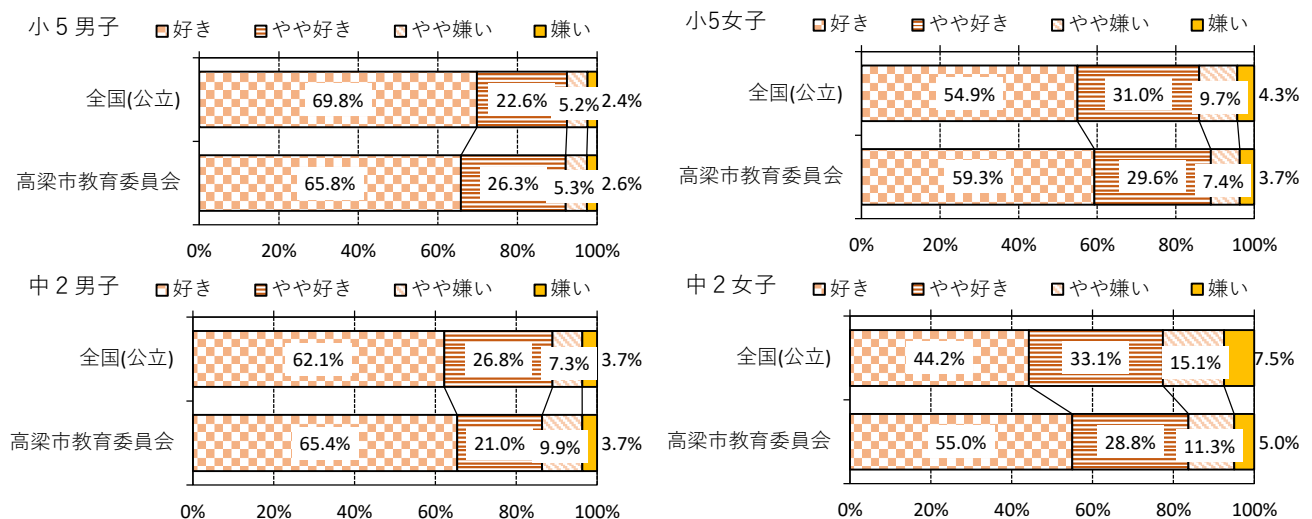 小５男子 好き やや好き やや嫌い 嫌い
全国(公立) 69.8% 22.6% 5.2% 2.4%
高梁市教育委員会 65.8% 26.3% 5.3% 2.6%
0% 20% 40% 60% 80% 100%
小5女子 好き やや好き やや嫌い 嫌い
全国(公立) 54.9% 31.0% 9.7% 4.3%
高梁市教育委員会 59.3% 29.6% 7.4% 3.7%
0% 20% 40% 60% 80% 100%
中２男子 好き やや好き やや嫌い 嫌い
全国(公立) 62.1% 26.8% 7.3% 3.7%
高梁市教育委員会 65.4% 21.0% 9.9% 3.7%
0% 20% 40% 60% 80% 100%
中２女子 好き やや好き やや嫌い 嫌い
全国(公立) 44.2% 33.1% 15.1% 7.5%
高梁市教育委員会 55.0% 28.8% 11.3% 5.0%
0% 20% 40% 60% 80% 100%